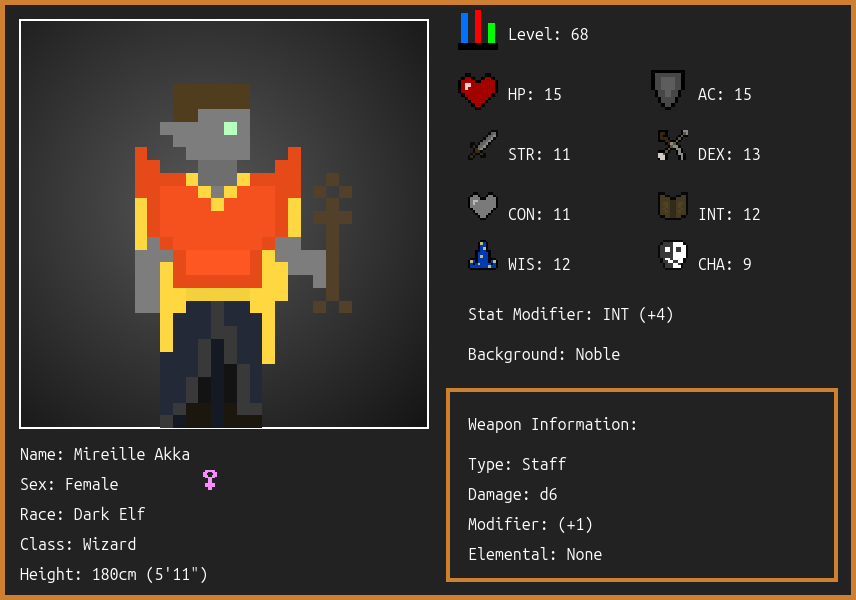 Level: 68
HP: 15
AC: 15
STR: 11
DEX: 13
CON: 11
INT: 12
WIS: 12
CHA: 9
Stat Modifier: INT (+4)
Background: Noble
Weapon Information:
Type: Staff
Damage: d6
Modifier: (+1)
Elemental: None
Name: Mireille Akka
Sex: Female
Race: Dark Elf
Class: Wizard
Height: 180cm (5'11")